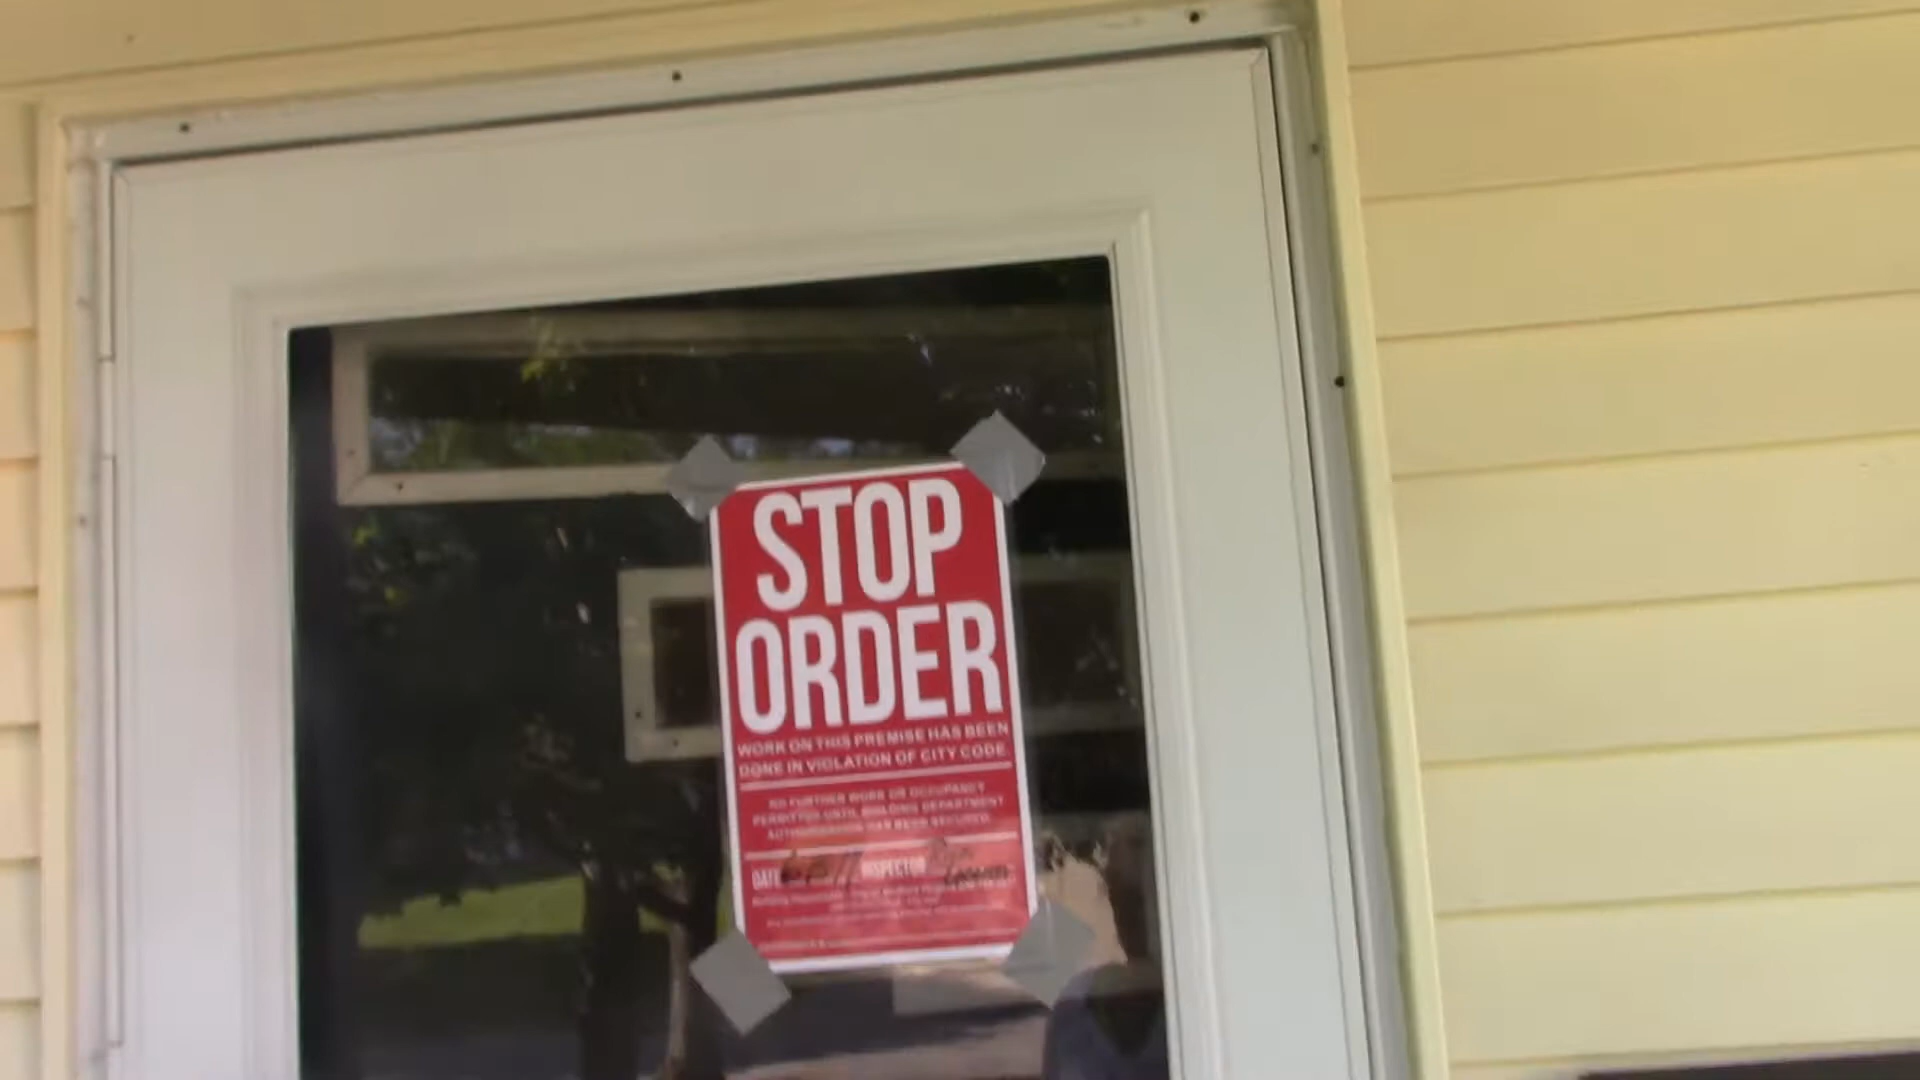 STOP
ORDER
WORK ON THIS PREMISE HAS BEEN
DONE IN VIOLATION OF CITY CODE
NO FURTHER WORK OR OCCUPANCY
PERMITTED UNTIL BUILDING DEPARTMENT
AUTHORIZATION HAS BEEN SECURED.
DATE INSPECTOR